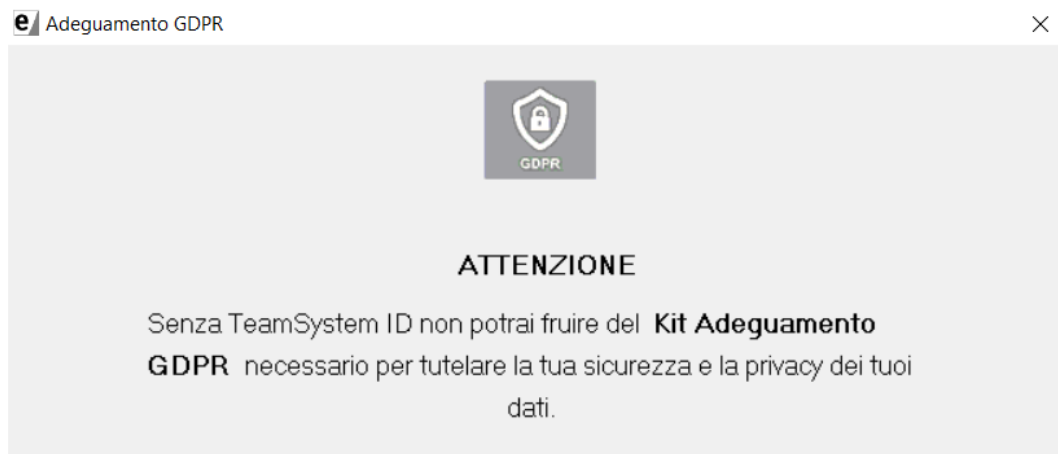 e Adeguamento GDPR
GDPR
ATTENZIONE
Senza TeamSystem ID non potrai fruire del Kit Adeguamento
GDPR necessario per tutelare la tua sicurezza e la privacy dei tuoi
dati.